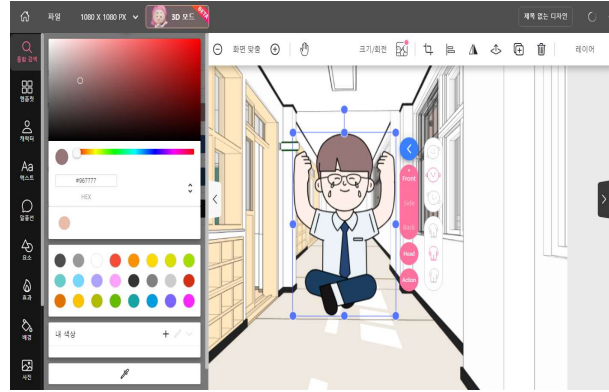 파일
1080 X 1080 PX
3D 모드
BETA
제목 없는 디자인
통합 검색
화면 맞춤
크기/회전
레이어
템플릿
캐릭터
Aa
텍스트
#967777
HEX
말풍선
요소
효과
배경
사진
내 색상
Front
Side
Back
Head
Action